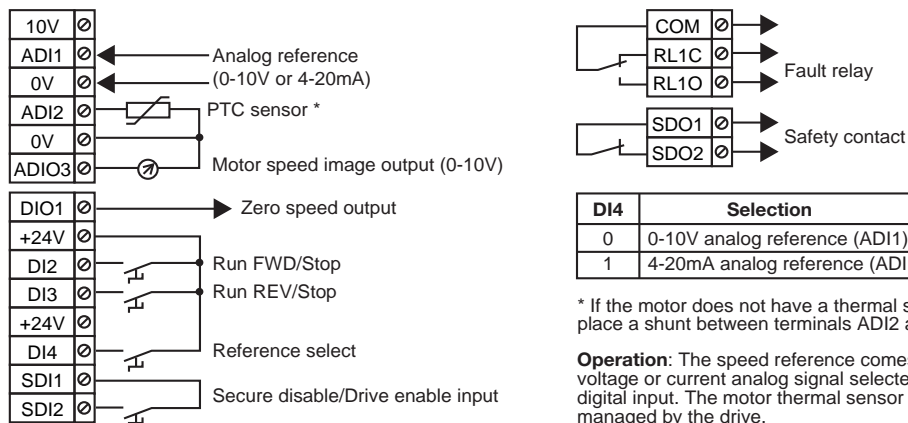 10V
ADI1
Analog reference
0V
(0-10V or 4-20mA)
ADI2
PTC sensor *
0V
ADIO3
Motor speed image output (0-10V)
DIO1
Zero speed output
+24V
DI2
Run FWD/Stop
DI3
Run REV/Stop
+24V
DI4
Reference select
SDI1
Secure disable/Drive enable input
SDI2
COM
RL1C
Fault relay
RL1O
SDO1
Safety contact
SDO2
DI4 Selection
0 0-10V analog reference (ADI1)
1 4-20mA analog reference (ADI
* If the motor does not have a thermal
place a shunt between terminals ADI2
Operation: The speed reference comes
voltage or current analog signal
digital input. The motor thermal sensor
managed by the drive.